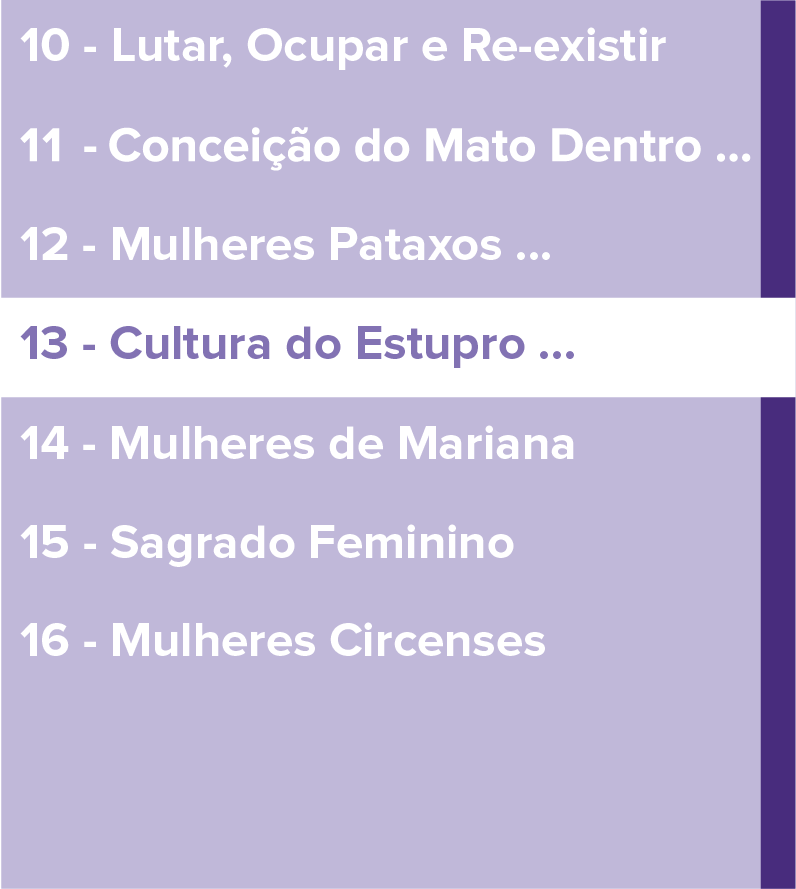 10 - Lutar, Ocupar e Re-existir
11 - Conceição do Mato Dentro ...
12 - Mulheres Pataxos ...
13 - Cultura do Estupro ...
14 - Mulheres de Mariana
15 - Sagrado Feminino
16 - Mulheres Circenses